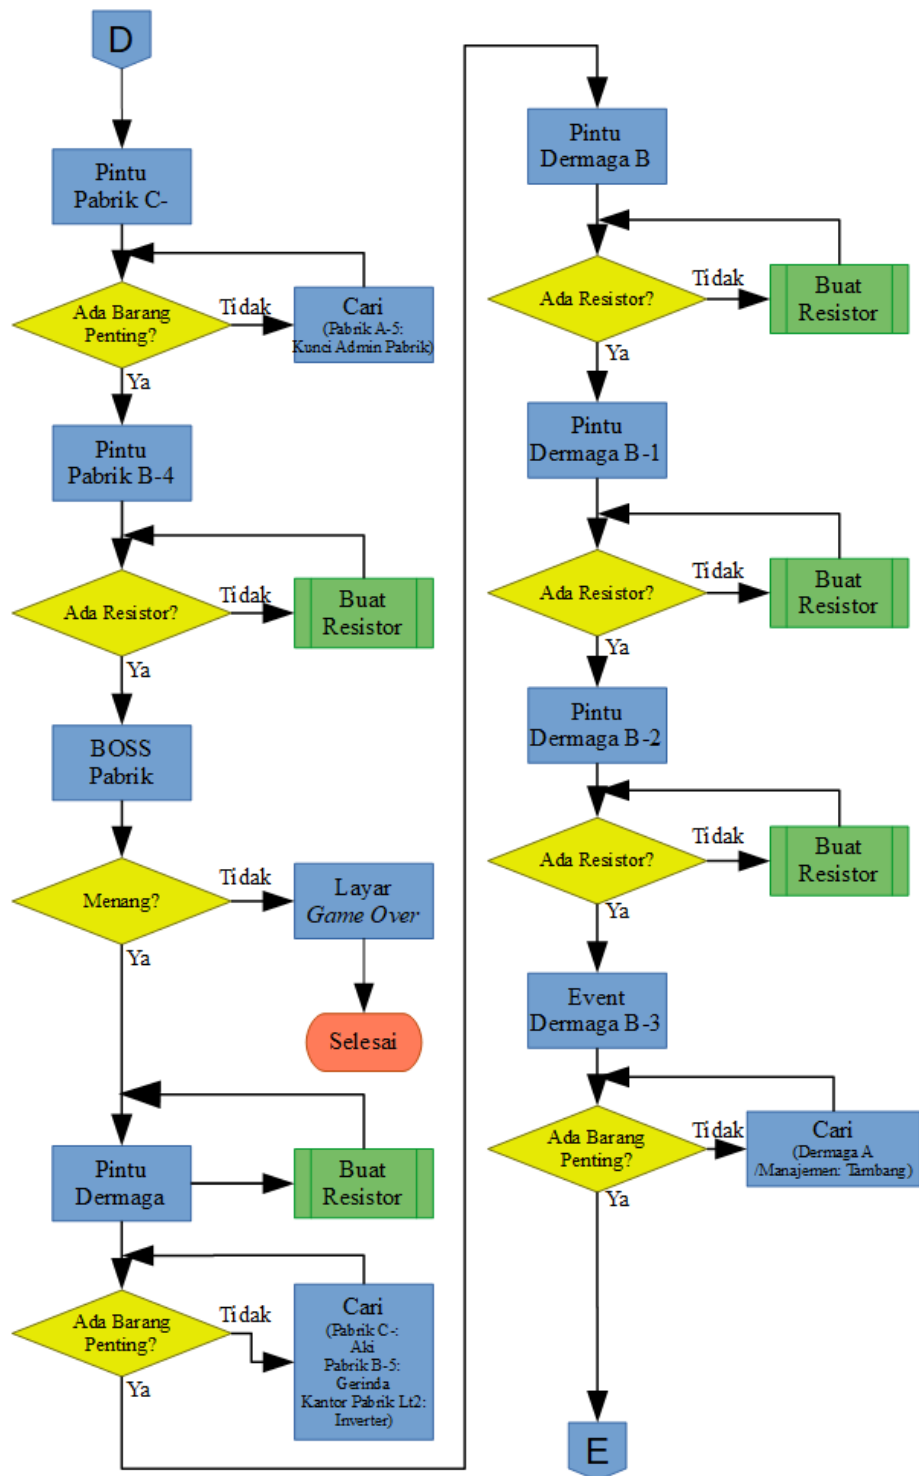 D
Pintu
Pabrik C-
Ada Barang
Penting?
Tidak
Cari
(Pabrik A-5:
Kunci Admin Pabrik)
Ya
Pintu
Pabrik B-4
Ada Resistor?
Tidak
Buat
Resistor
Ya
BOSS
Pabrik
Menang?
Tidak
Layar
Game Over
Selesai
Ya
Pintu
Dermaga
Buat
Resistor
Ada Barang
Penting?
Tidak
Cari
(Pabrik C-:
Aki
Pabrik B-5:
Gerinda
Kantor Pabrik Lt2:
Inverter)
Ya
Pintu
Dermaga B
Ada Resistor?
Tidak
Buat
Resistor
Ya
Pintu
Dermaga B-1
Ada Resistor?
Tidak
Buat
Resistor
Ya
Pintu
Dermaga B-2
Ada Resistor?
Tidak
Buat
Resistor
Ya
Event
Dermaga B-3
Ada Barang
Penting?
Tidak
Cari
(Dermaga A
/Manajemen: Tambang)
Ya
E